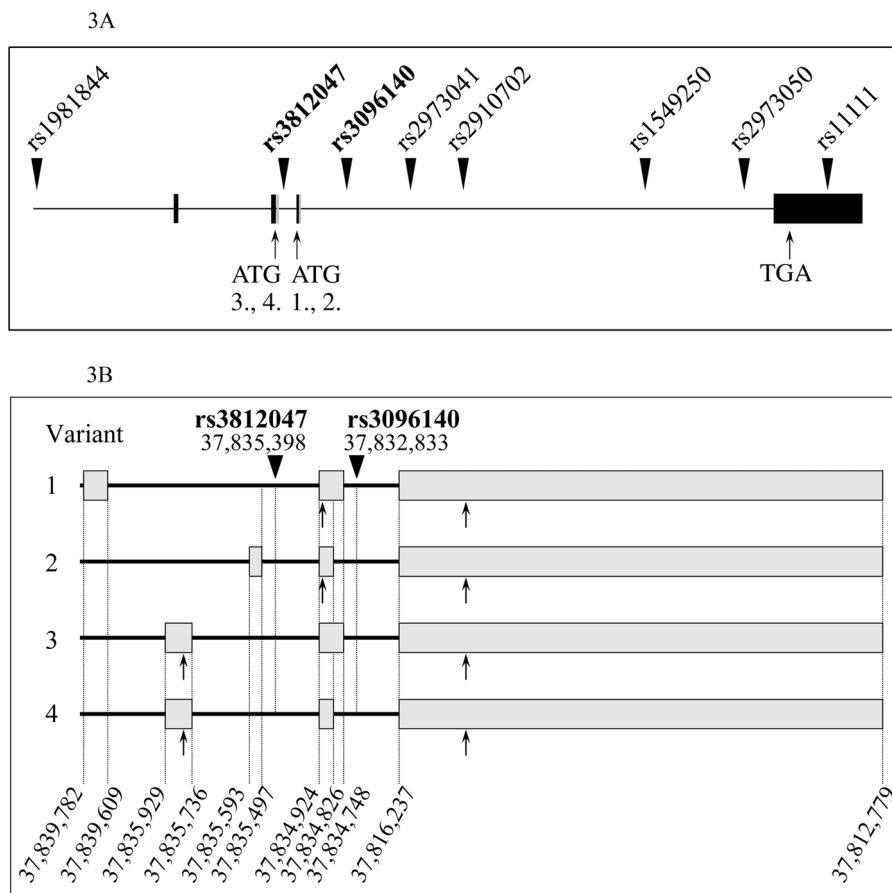 3A
rs1981844
rs3812047
rs3096140
rs2973041
rs2910702
rs1549250
rs2973050
rs11111
ATG ATG
3., 4. 1., 2.
TGA
3B
Variant
rs3812047 rs3096140
37,835,398 37,832,833
1
2
3
4
37,839,782
37,839,609
37,835,929
37,835,736
37,835,593
37,835,497
37,834,924
37,834,826
37,834,748
37,816,237
37,812,779